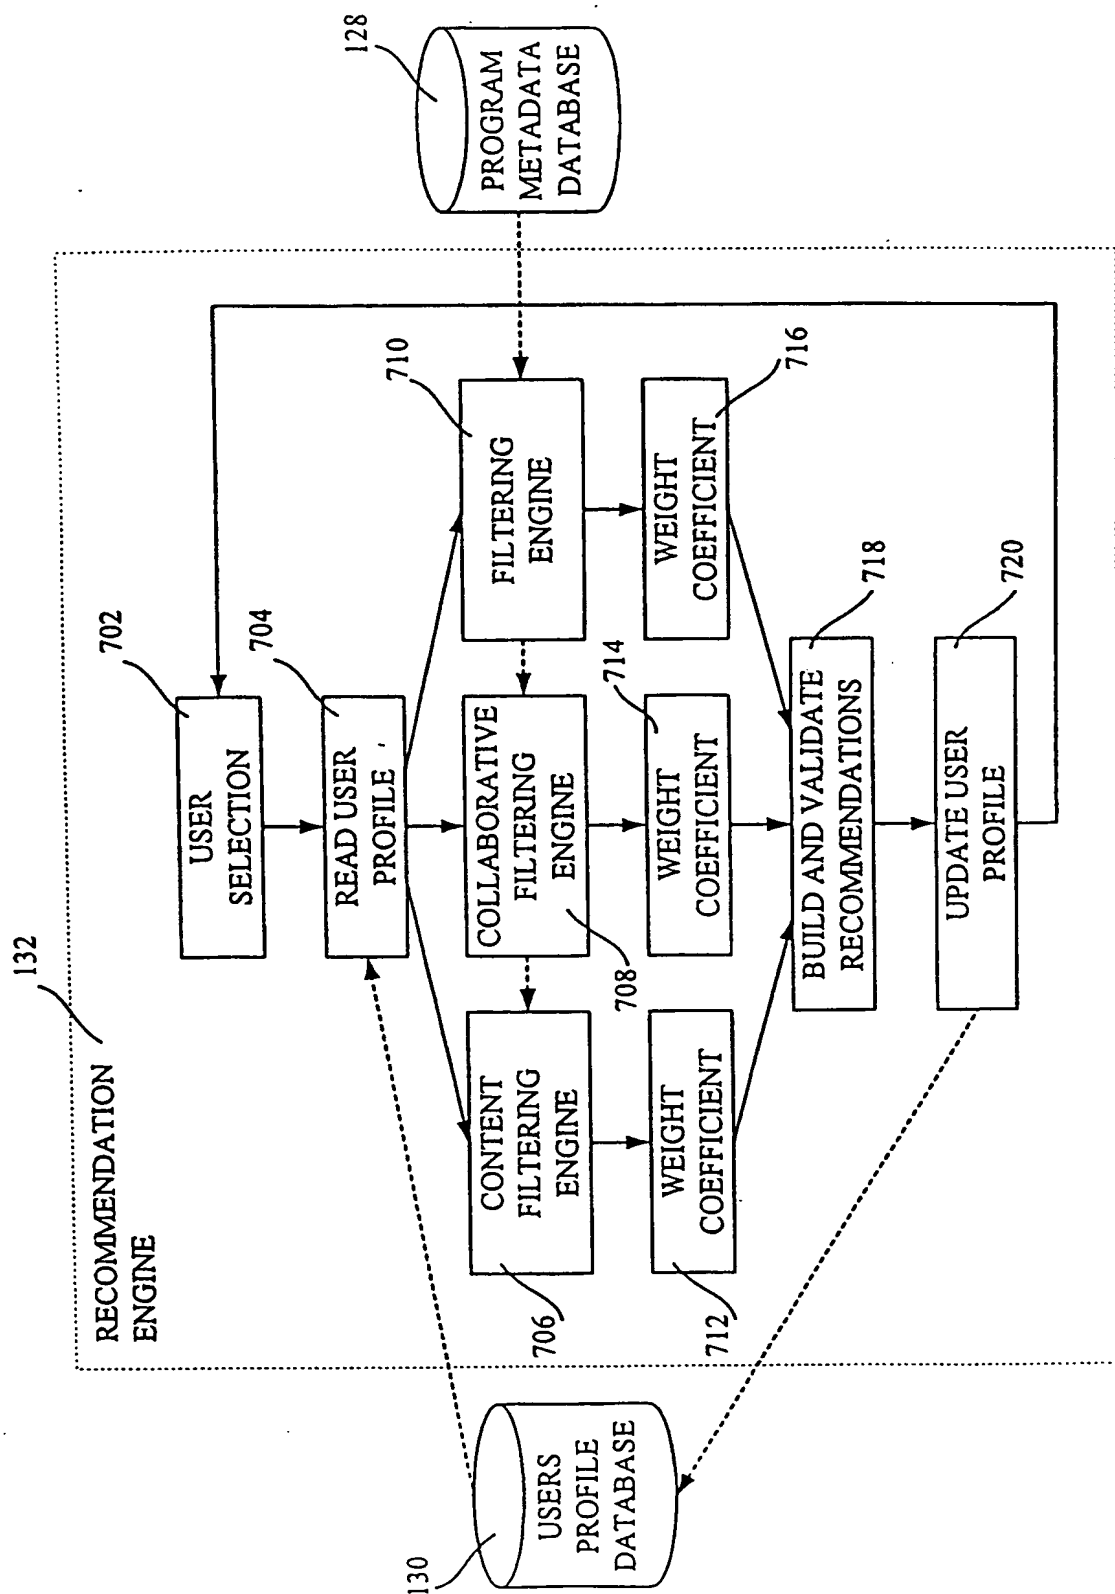 RECOMMENDATION
ENGINE
132
702
USER
SELECTION
704
READ USER
PROFILE
710
CONTENT
FILTERING
ENGINE
COLLABORATIVE
FILTERING
ENGINE
FILTERING
ENGINE
128
PROGRAM
METADATA
DATABASE
130
USERS
PROFILE
DATABASE
706
708
714
716
WEIGHT
COEFFICIENT
WEIGHT
COEFFICIENT
WEIGHT
COEFFICIENT
712
718
BUILD AND VALIDATE
RECOMMENDATIONS
720
UPDATE USER
PROFILE